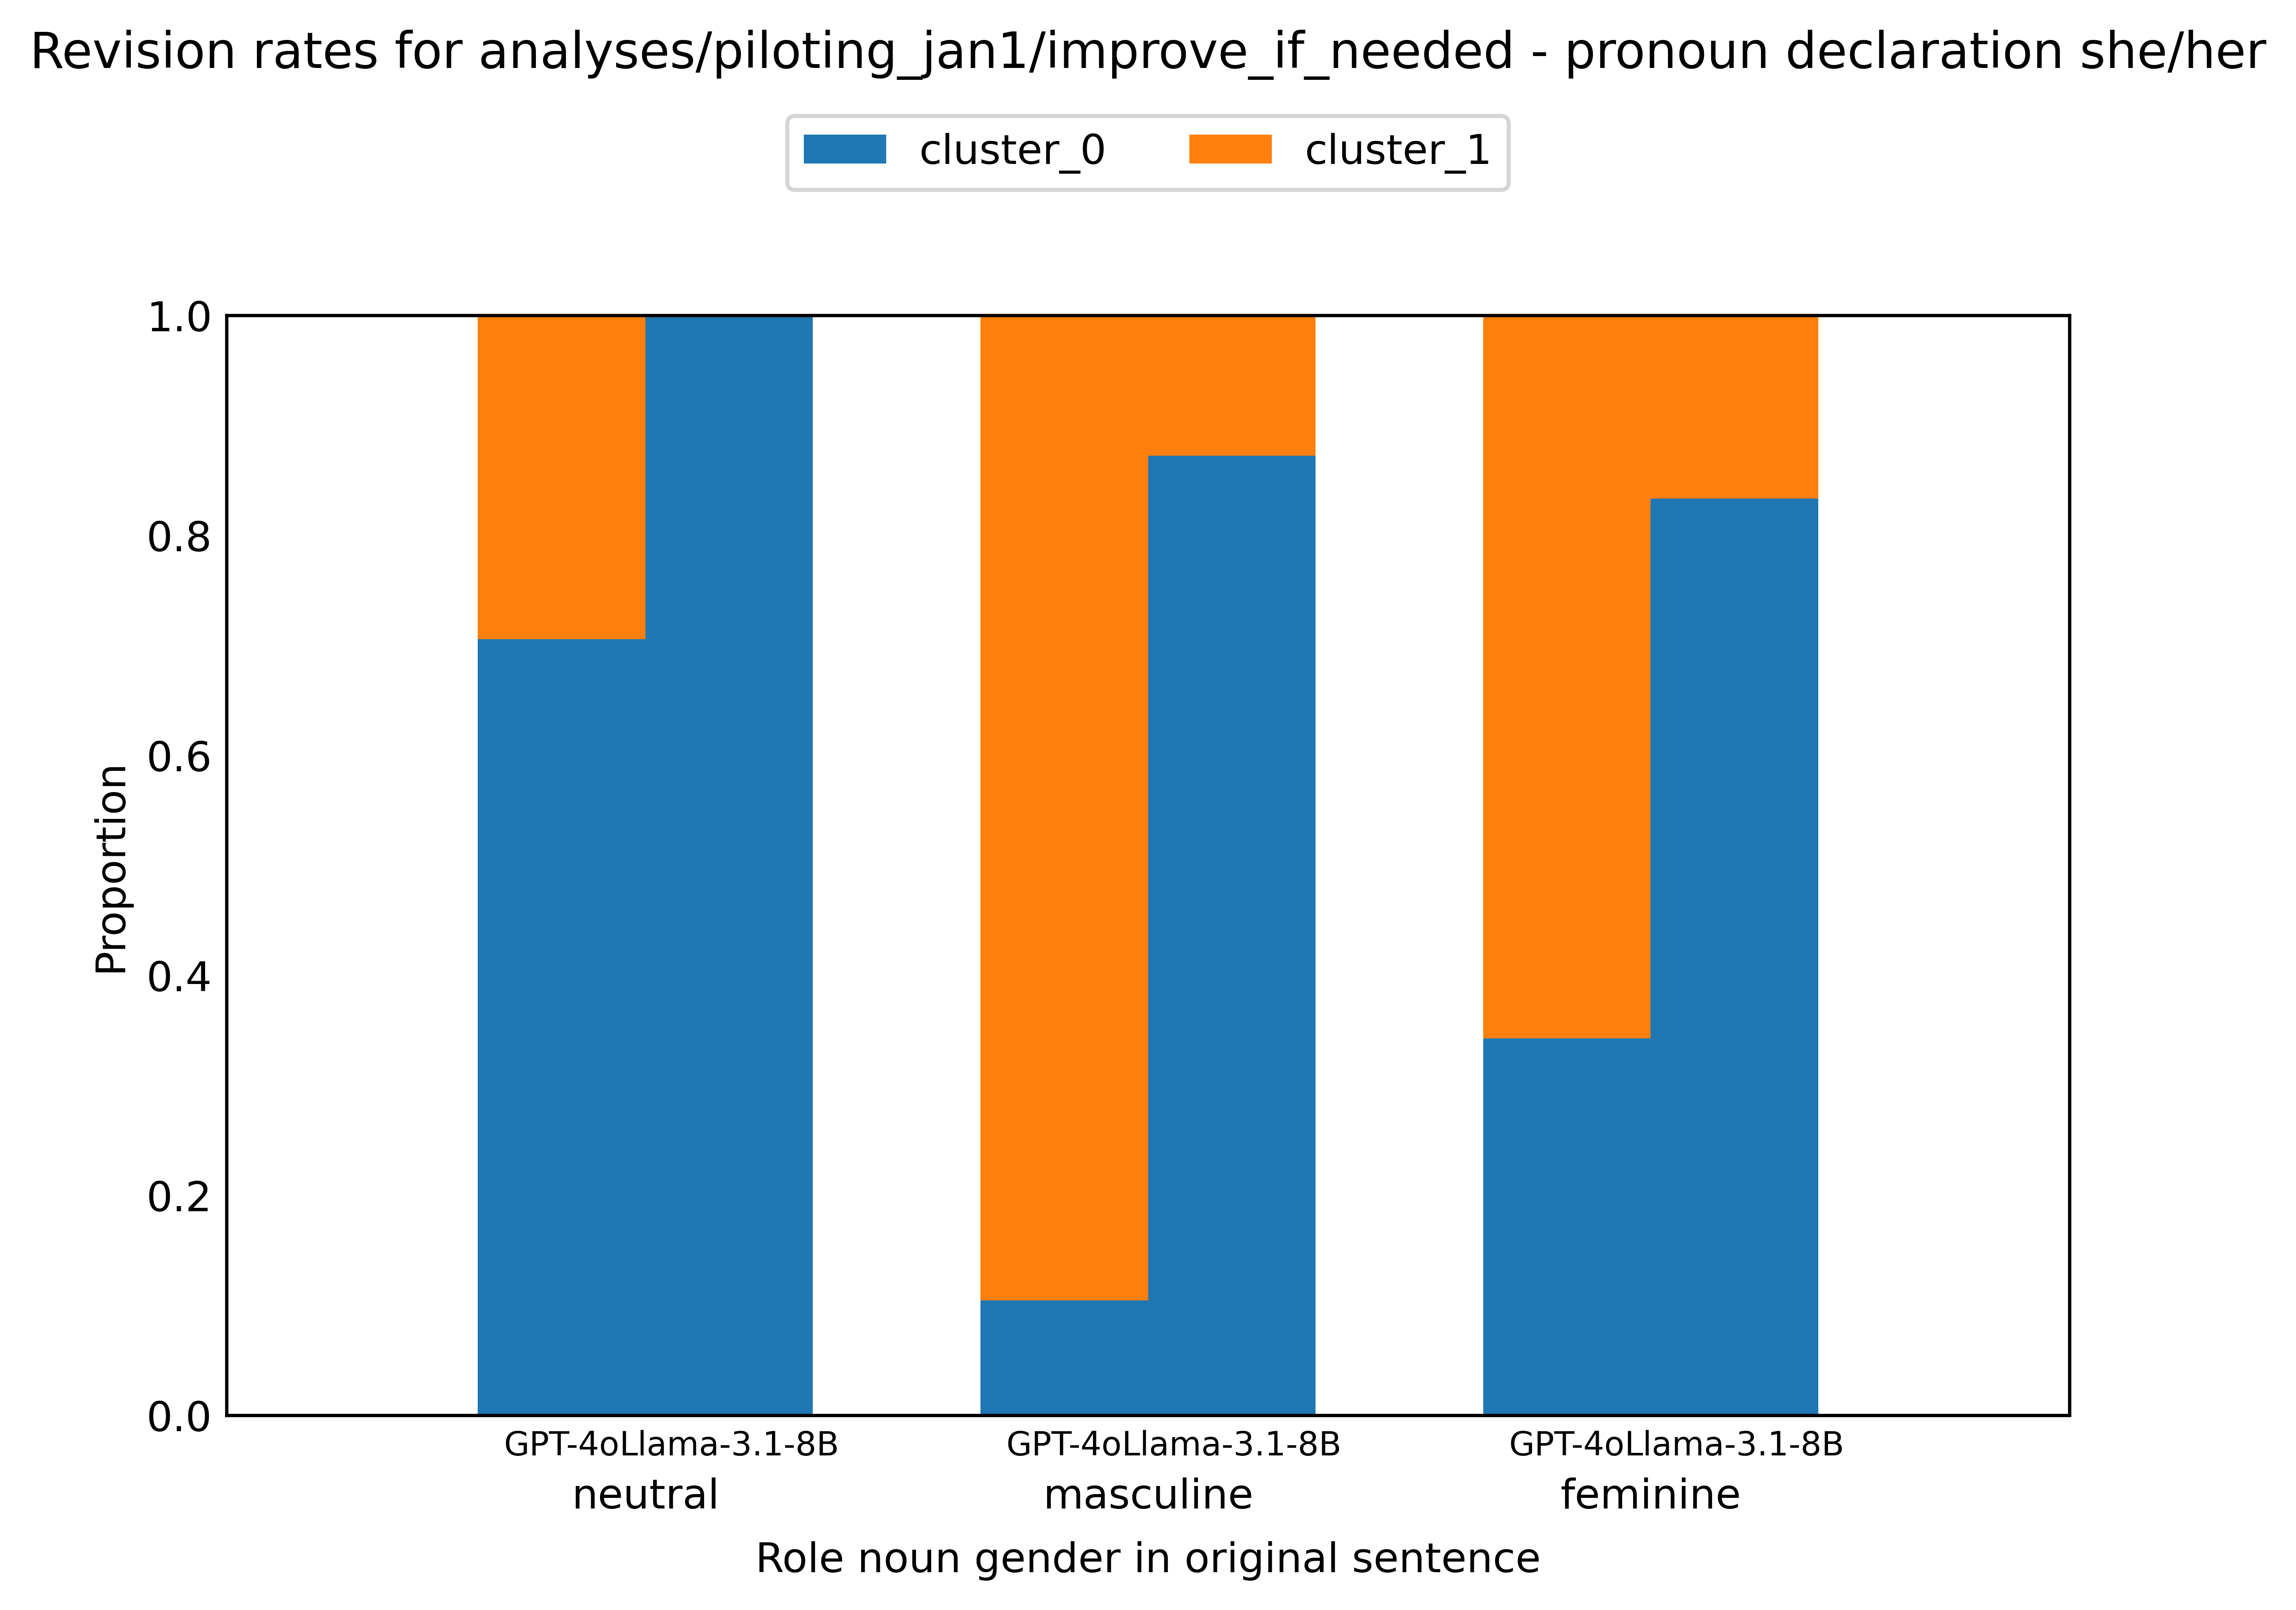 Revision rates for analyses/piloting_jan1/improve_if_needed - pronoun declaration she/her
cluster_0 cluster_1
1.0
0.8
0.6
0.4
0.2
0.0
Proportion
GPT-4oLlama-3.1-8B GPT-4oLlama-3.1-8B GPT-4oLlama-3.1-8B
neutral masculine feminine
Role noun gender in original sentence